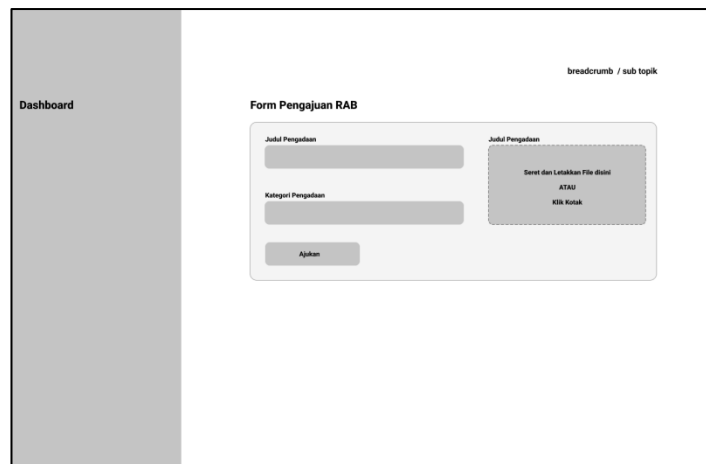 breadcrumb / sub topik
Dashboard
Form Pengajuan RAB
Judul Pengadaan
Kategori Pengadaan
Ajukan
Judul Pengadaan
Seret dan Letakkan File disini
ATAU
Klik Kotak